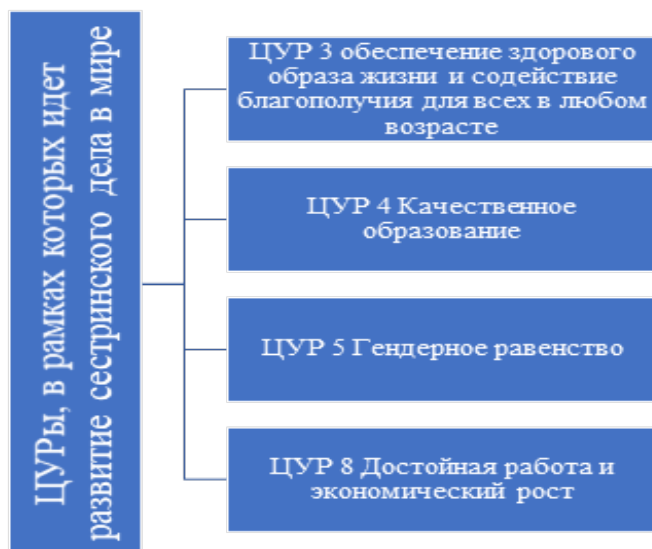 ЦУРы, в рамках которых идет
развитие сестринского дела в мире
ЦУР 3 обеспечение здорового
образа жизни и содействие
благополучия для всех в любом
возрасте
ЦУР 4 Качественное
образование
ЦУР 5 Гендерное равенство
ЦУР 8 Достойная работа и
экономический рост